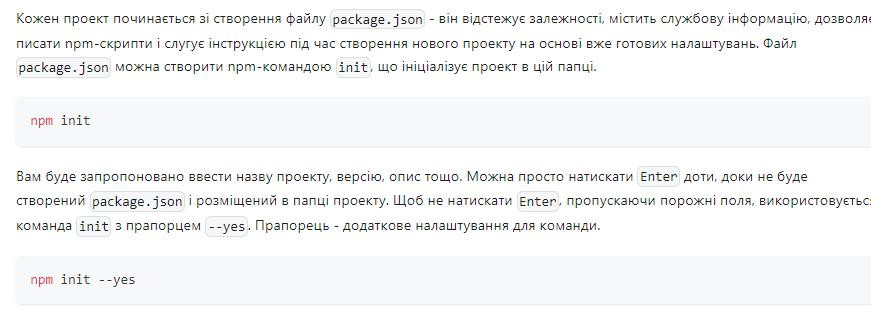 Кожен проект починається зі створення файлу package.json - він відстежує залежності, містить службову інформацію, дозволяє
писати npm-скрипти і слугує інструкцією під час створення нового проекту на основі вже готових налаштувань. Файл
package.json можна створити npm-командою init, що ініціалізує проект в цій папці.
npm init
Вам буде запропоновано ввести назву проекту, версію, опис тощо. Можна просто натискати Enter доти, доки не буде
створений package.json і розміщений в папці проекту. Щоб не натискати Enter, пропускаючи порожні поля, використовується
команда init з прапорцем --yes. Прапорець - додаткове налаштування для команди.
npm init --yes